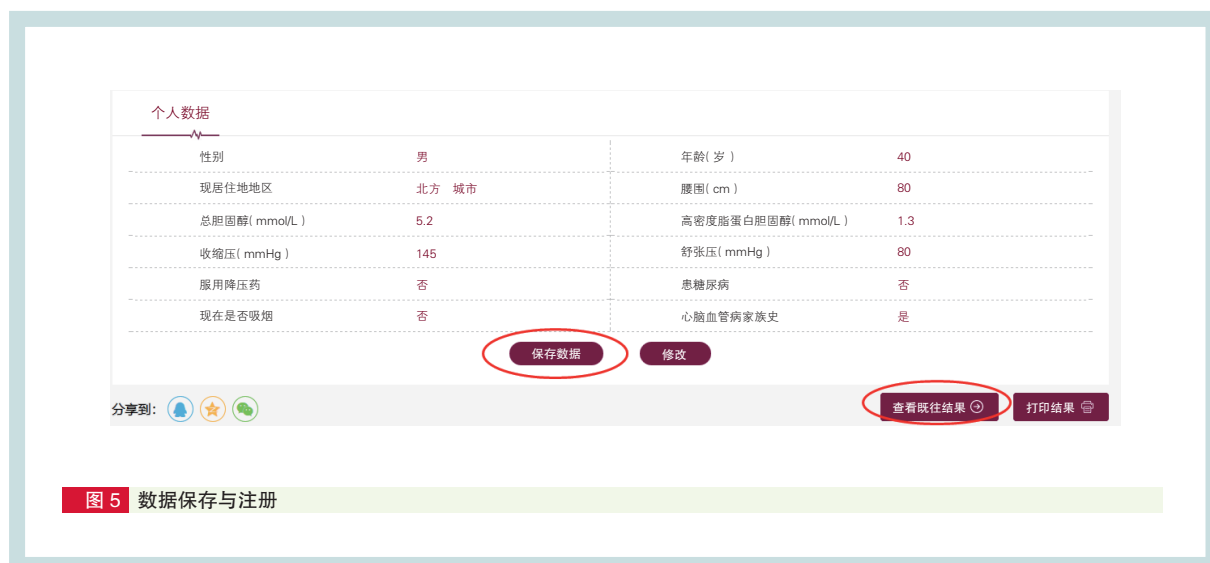 个人数据
性别 男 年龄( 岁 ) 40
现居住地地区 北方 城市 腰围( cm ) 80
总胆固醇( mmol/L ) 5.2 高密度脂蛋白胆固醇( mmol/L ) 1.3
收缩压( mmHg ) 145 舒张压( mmHg ) 80
服用降压药 否 患糖尿病 否
现在是否吸烟 否 心脑血管病家族史 是
保存数据 修改
分享到: 查看既往结果 打印结果
图 5 数据保存与注册